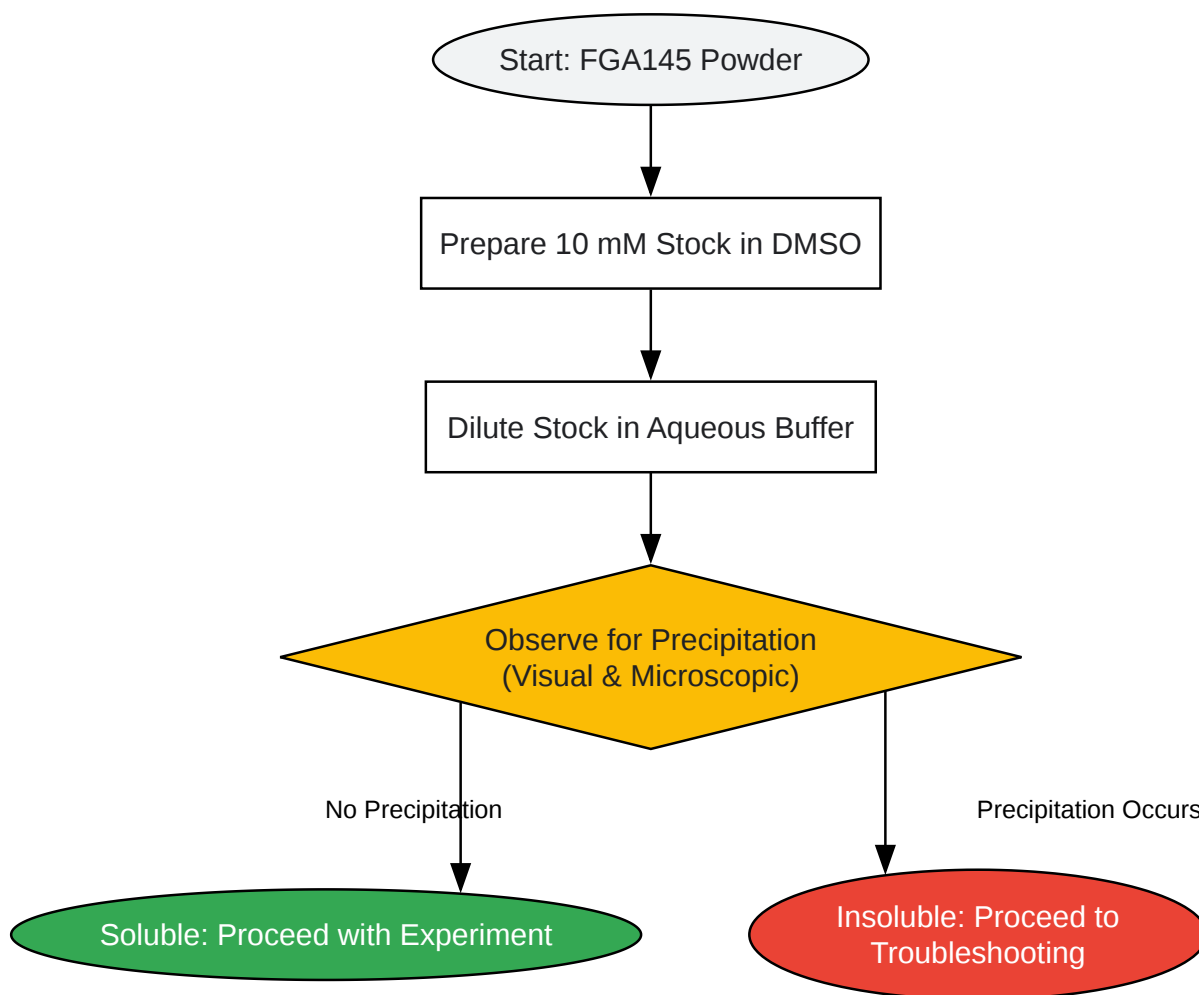 Start: FGA145 Powder
Prepare 10 mM Stock in DMSO
Dilute Stock in Aqueous Buffer
Observe for Precipitation
(Visual & Microscopic)
No Precipitation
Precipitation Occurs
Soluble: Proceed with Experiment
Insoluble: Proceed to
Troubleshooting